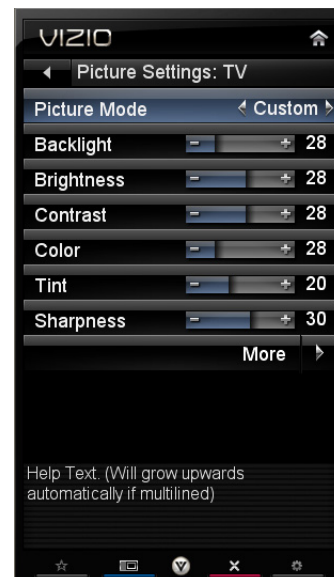 VIZIO
Picture Settings: TV
Picture Mode Custom
Backlight - + 28
Brightness - + 28
Contrast - + 28
Color - + 28
Tint - + 20
Sharpness - + 30
More
Help Text. (Will grow upwards
automatically if multilined)
V X